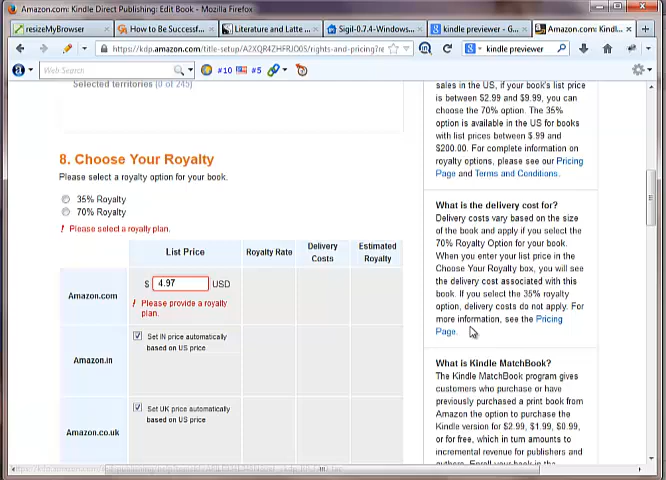 Amazon.com: Kindle Direct Publishing: Edit Book - Mozilla Firefox
resizeMyBrowser
How to Be Successf...
Literature and Latte ...
Sigil-0.7.4-Windows...
kindle previewer - G...
Amazon.com: Kindl...
https://kdp.amazon.com/title-setup/A2XQR4ZHFRJD0S/rights-and-pricing?re
kindle previewer
Web Search
#10
#5
Selected territories [0 of 245]
8. Choose Your Royalty
Please select a royalty option for your book.
35% Royalty
70% Royalty
! Please select a royalty plan.
List Price
Royalty Rate
Delivery Costs
Estimated Royalty
Amazon.com
$ 4.97 USD
! Please provide a royalty
plan.
Amazon.in
Set IN price automatically
based on US price
Amazon.co.uk
Set UK price automatically
based on US price
sales in the US, if your book's list price
is between $2.99 and $9.99, you can
choose the 70% option. The 35%
option is available in the US for books
with list prices between $.99 and
$200.00. For complete information on
royalty options, please see our Pricing
Page and Terms and Conditions.
What is the delivery cost for?
Delivery costs vary based on the size
of the book and apply if you select the
70% Royalty Option for your book.
When you enter your list price in the
Choose Your Royalty box, you will see
the delivery cost associated with this
book. If you select the 35% royalty
option, delivery costs do not apply. For
more information, see the Pricing
Page.
What is Kindle MatchBook?
The Kindle MatchBook program gives
customers who purchase or have
previously purchased a print book from
Amazon the option to purchase the
Kindle version for $2.99, $1.99, $0.99,
or for free, which in turn amounts to
incremental revenue for publishers